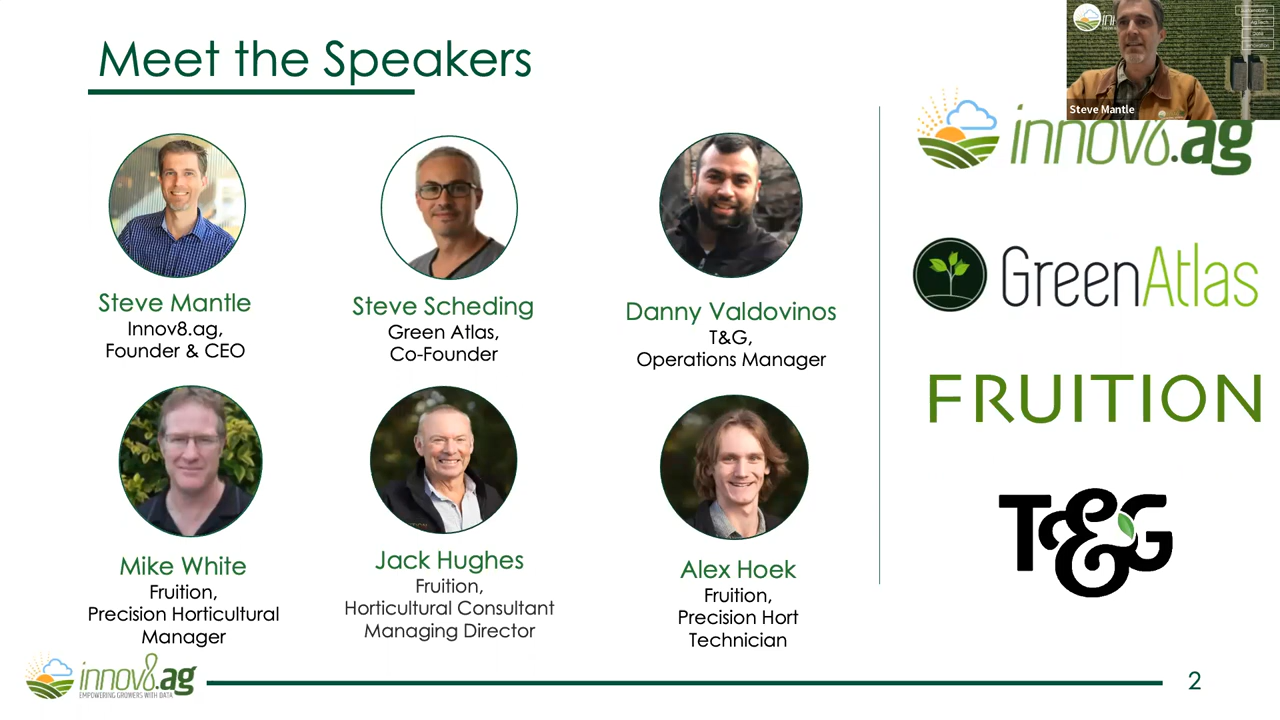 Meet the Speakers
Steve Mantle
innov8.ag
Steve Mantle
Innov8.ag,
Founder & CEO
Steve Scheding
Green Atlas,
Co-Founder
Danny Valdovinos
T&G,
Operations Manager
GreenAtlas
FRUITION
T&G
Mike White
Fruition,
Precision Horticultural
Manager
Jack Hughes
Fruition,
Horticultural Consultant
Managing Director
Alex Hoek
Fruition,
Precision Hort
Technician
innov8.ag
EMPOWERING GROWERS WITH DATA.
2